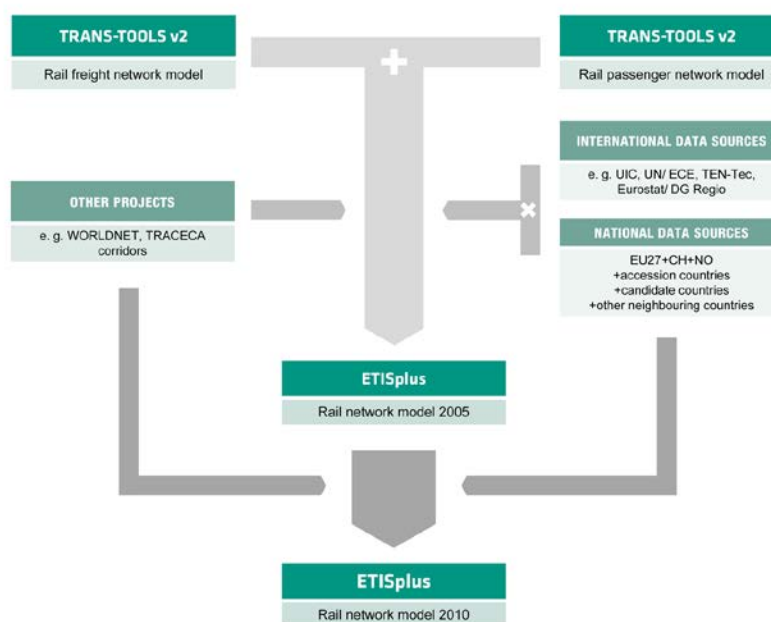 TRANS-TOOLS v2
Rail freight network model
TRANS-TOOLS v2
Rail passenger network model
INTERNATIONAL DATA SOURCES
e. g. UIC, UN/ ECE, TEN-Tec,
Eurostat/ DG Regio
OTHER PROJECTS
e. g. WORLDNET, TRACECA
corridors
NATIONAL DATA SOURCES
EU27+CH+NO
+accession countries
+candidate countries
+other neighbouring countries
ETISplus
Rail network model 2005
ETISplus
Rail network model 2010